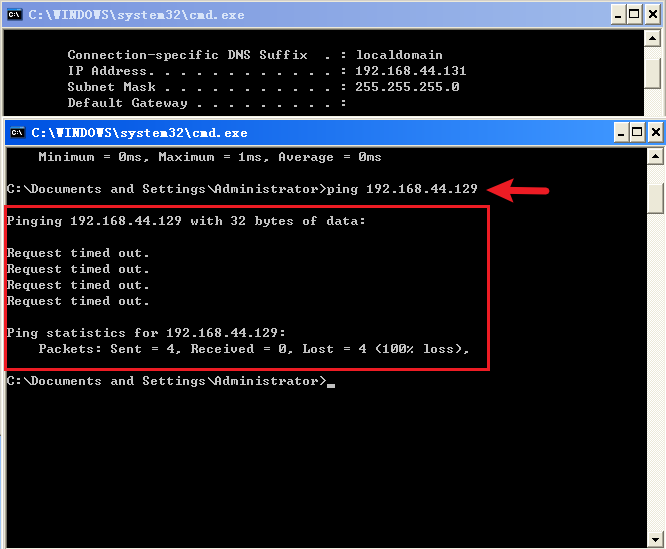 C:\WINDOWS\system32\cmd.exe
Connection-specific DNS Suffix  . : localdomain
IP Address. . . . . . . . . . . . : 192.168.44.131
Subnet Mask . . . . . . . . . . . : 255.255.255.0
Default Gateway . . . . . . . . . :
C:\WINDOWS\system32\cmd.exe
Minimum = 0ms, Maximum = 1ms, Average = 0ms
C:\Documents and Settings\Administrator>ping 192.168.44.129
Pinging 192.168.44.129 with 32 bytes of data:
Request timed out.
Request timed out.
Request timed out.
Request timed out.
Ping statistics for 192.168.44.129:
Packets: Sent = 4, Received = 0, Lost = 4 (100% loss),
C:\Documents and Settings\Administrator>_